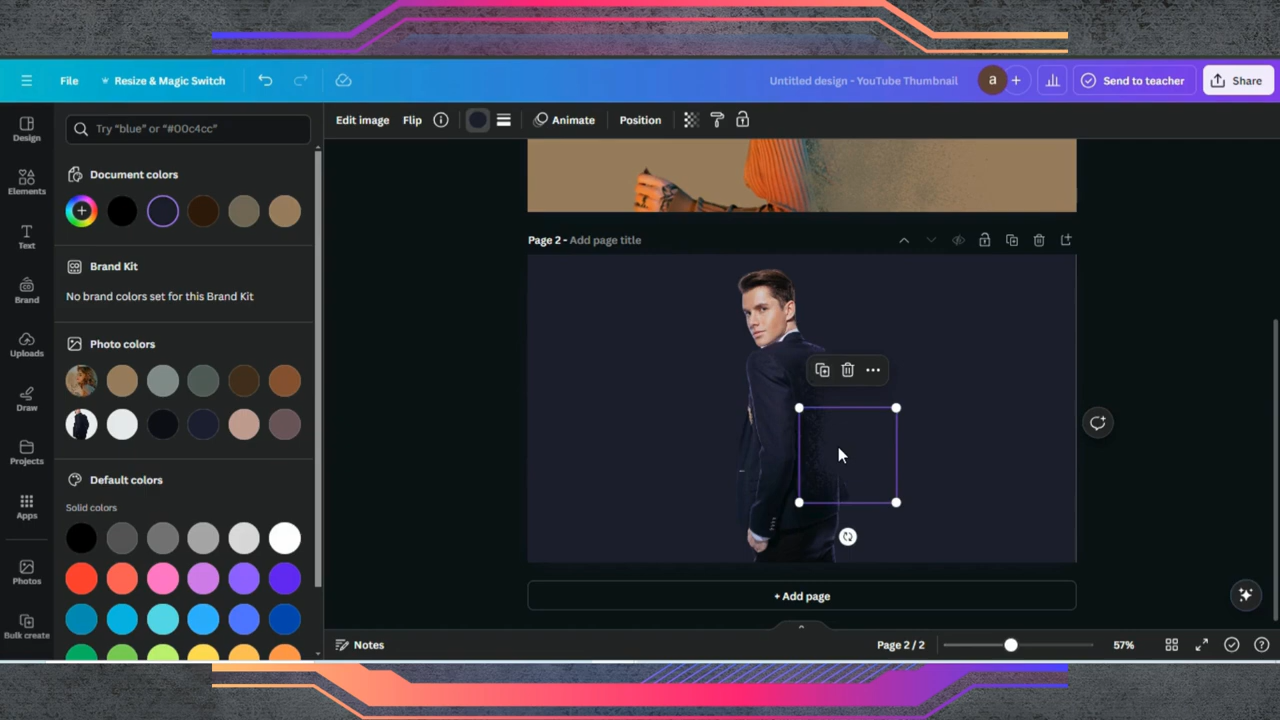 File
Resize & Magic Switch
Untitled design - YouTube Thumbnail
a
Send to teacher
Share
Edit image
Flip
Animate
Position
Design
Elements
Text
Brand
Uploads
Draw
Projects
Apps
Photos
Bulk create
Try "blue" or "#00c4cc"
Document colors
Brand Kit
No brand colors set for this Brand Kit
Photo colors
Default colors
Solid colors
Page 2 - Add page title
+ Add page
Notes
Page 2 / 2
57%